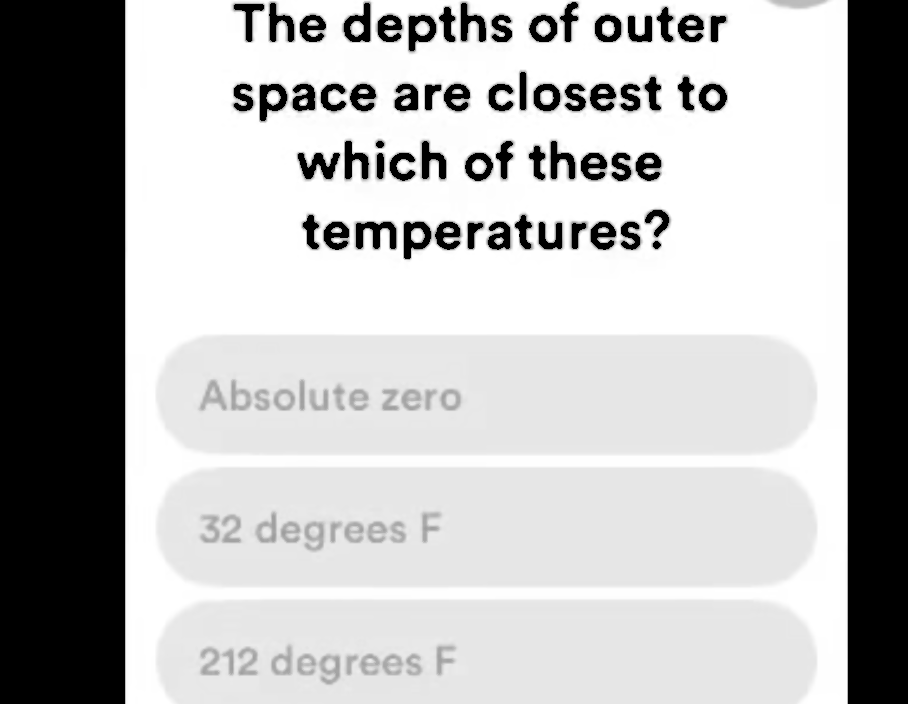 The depths of outer
space are closest to
which of these
temperatures?
Absolute zero
32 degrees F
212 degrees F